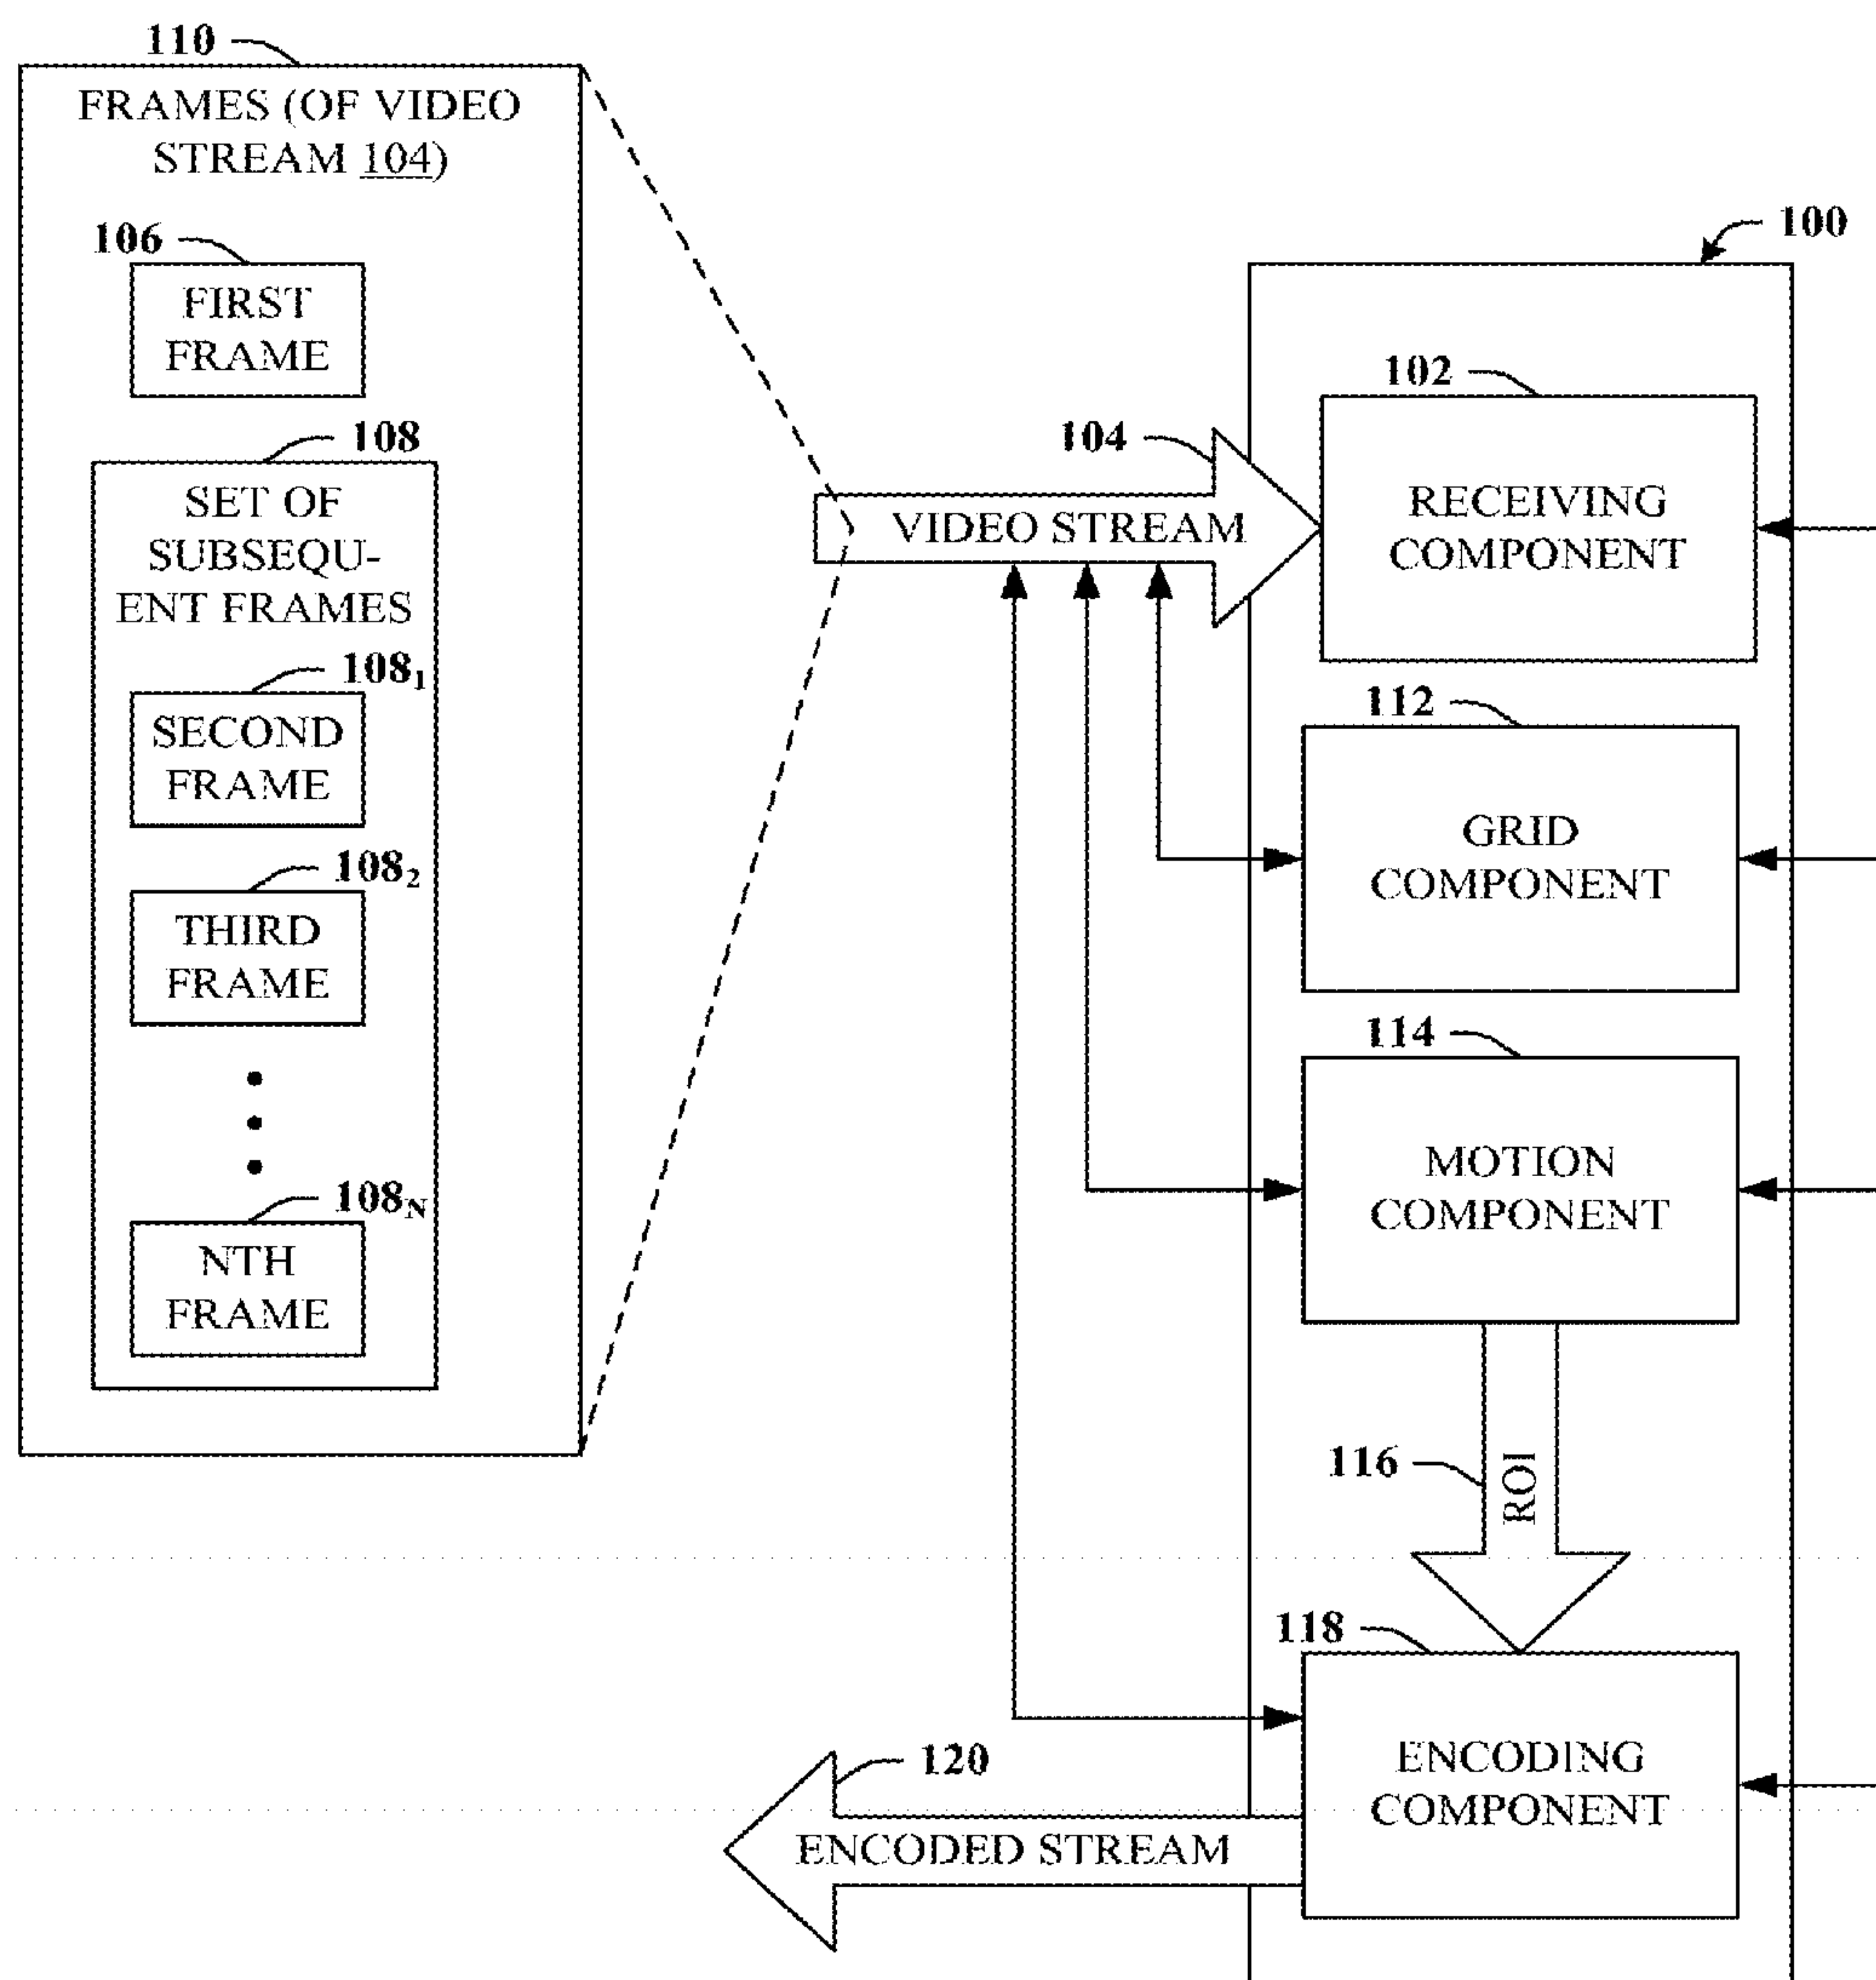 110
FRAMES (OF VIDEO
STREAM 104)
106
FIRST
FRAME
108
SET OF
SUBSEQU-
ENT FRAMES
108₁
SECOND
FRAME
108₂
THIRD
FRAME
108ₙ
NTH
FRAME
100
102
104
VIDEO STREAM
RECEIVING
COMPONENT
112
GRID
COMPONENT
114
MOTION
COMPONENT
116
ROI
118
ENCODING
COMPONENT
120
ENCODED STREAM